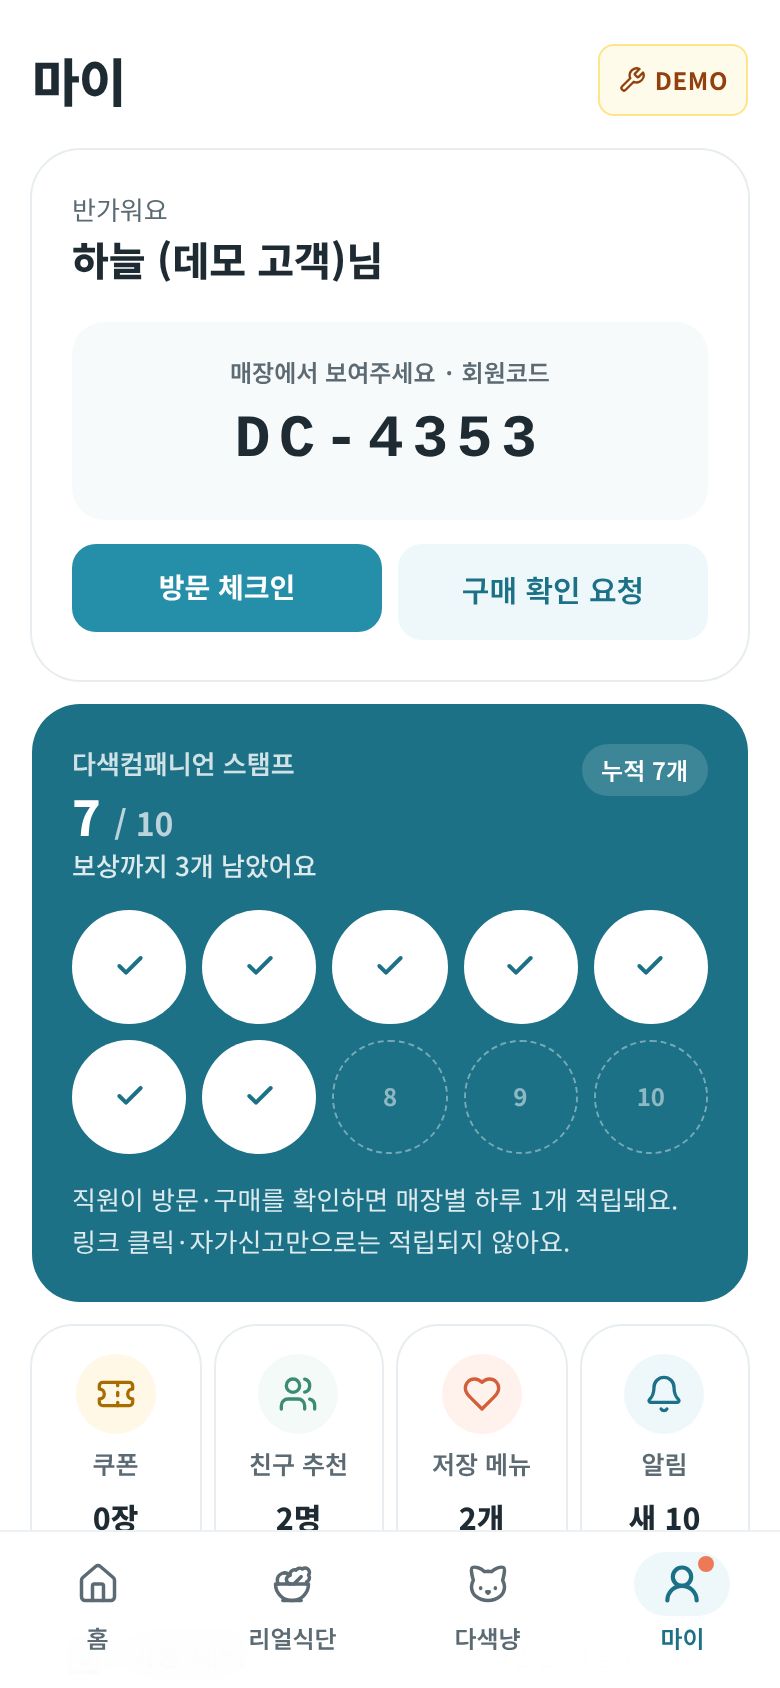 마이
DEMO
반가워요
하늘 (데모 고객)님
매장에서 보여주세요 · 회원코드
DC-4353
방문 체크인
구매 확인 요청
다색컴패니언 스탬프
누적 7개
7 / 10
보상까지 3개 남았어요
8
9
10
직원이 방문·구매를 확인하면 매장별 하루 1개 적립돼요.
링크 클릭·자가신고만으로는 적립되지 않아요.
쿠폰
친구 추천
저장 메뉴
알림
0장
2명
2개
새 10
홈
리얼식단
다색냥
마이